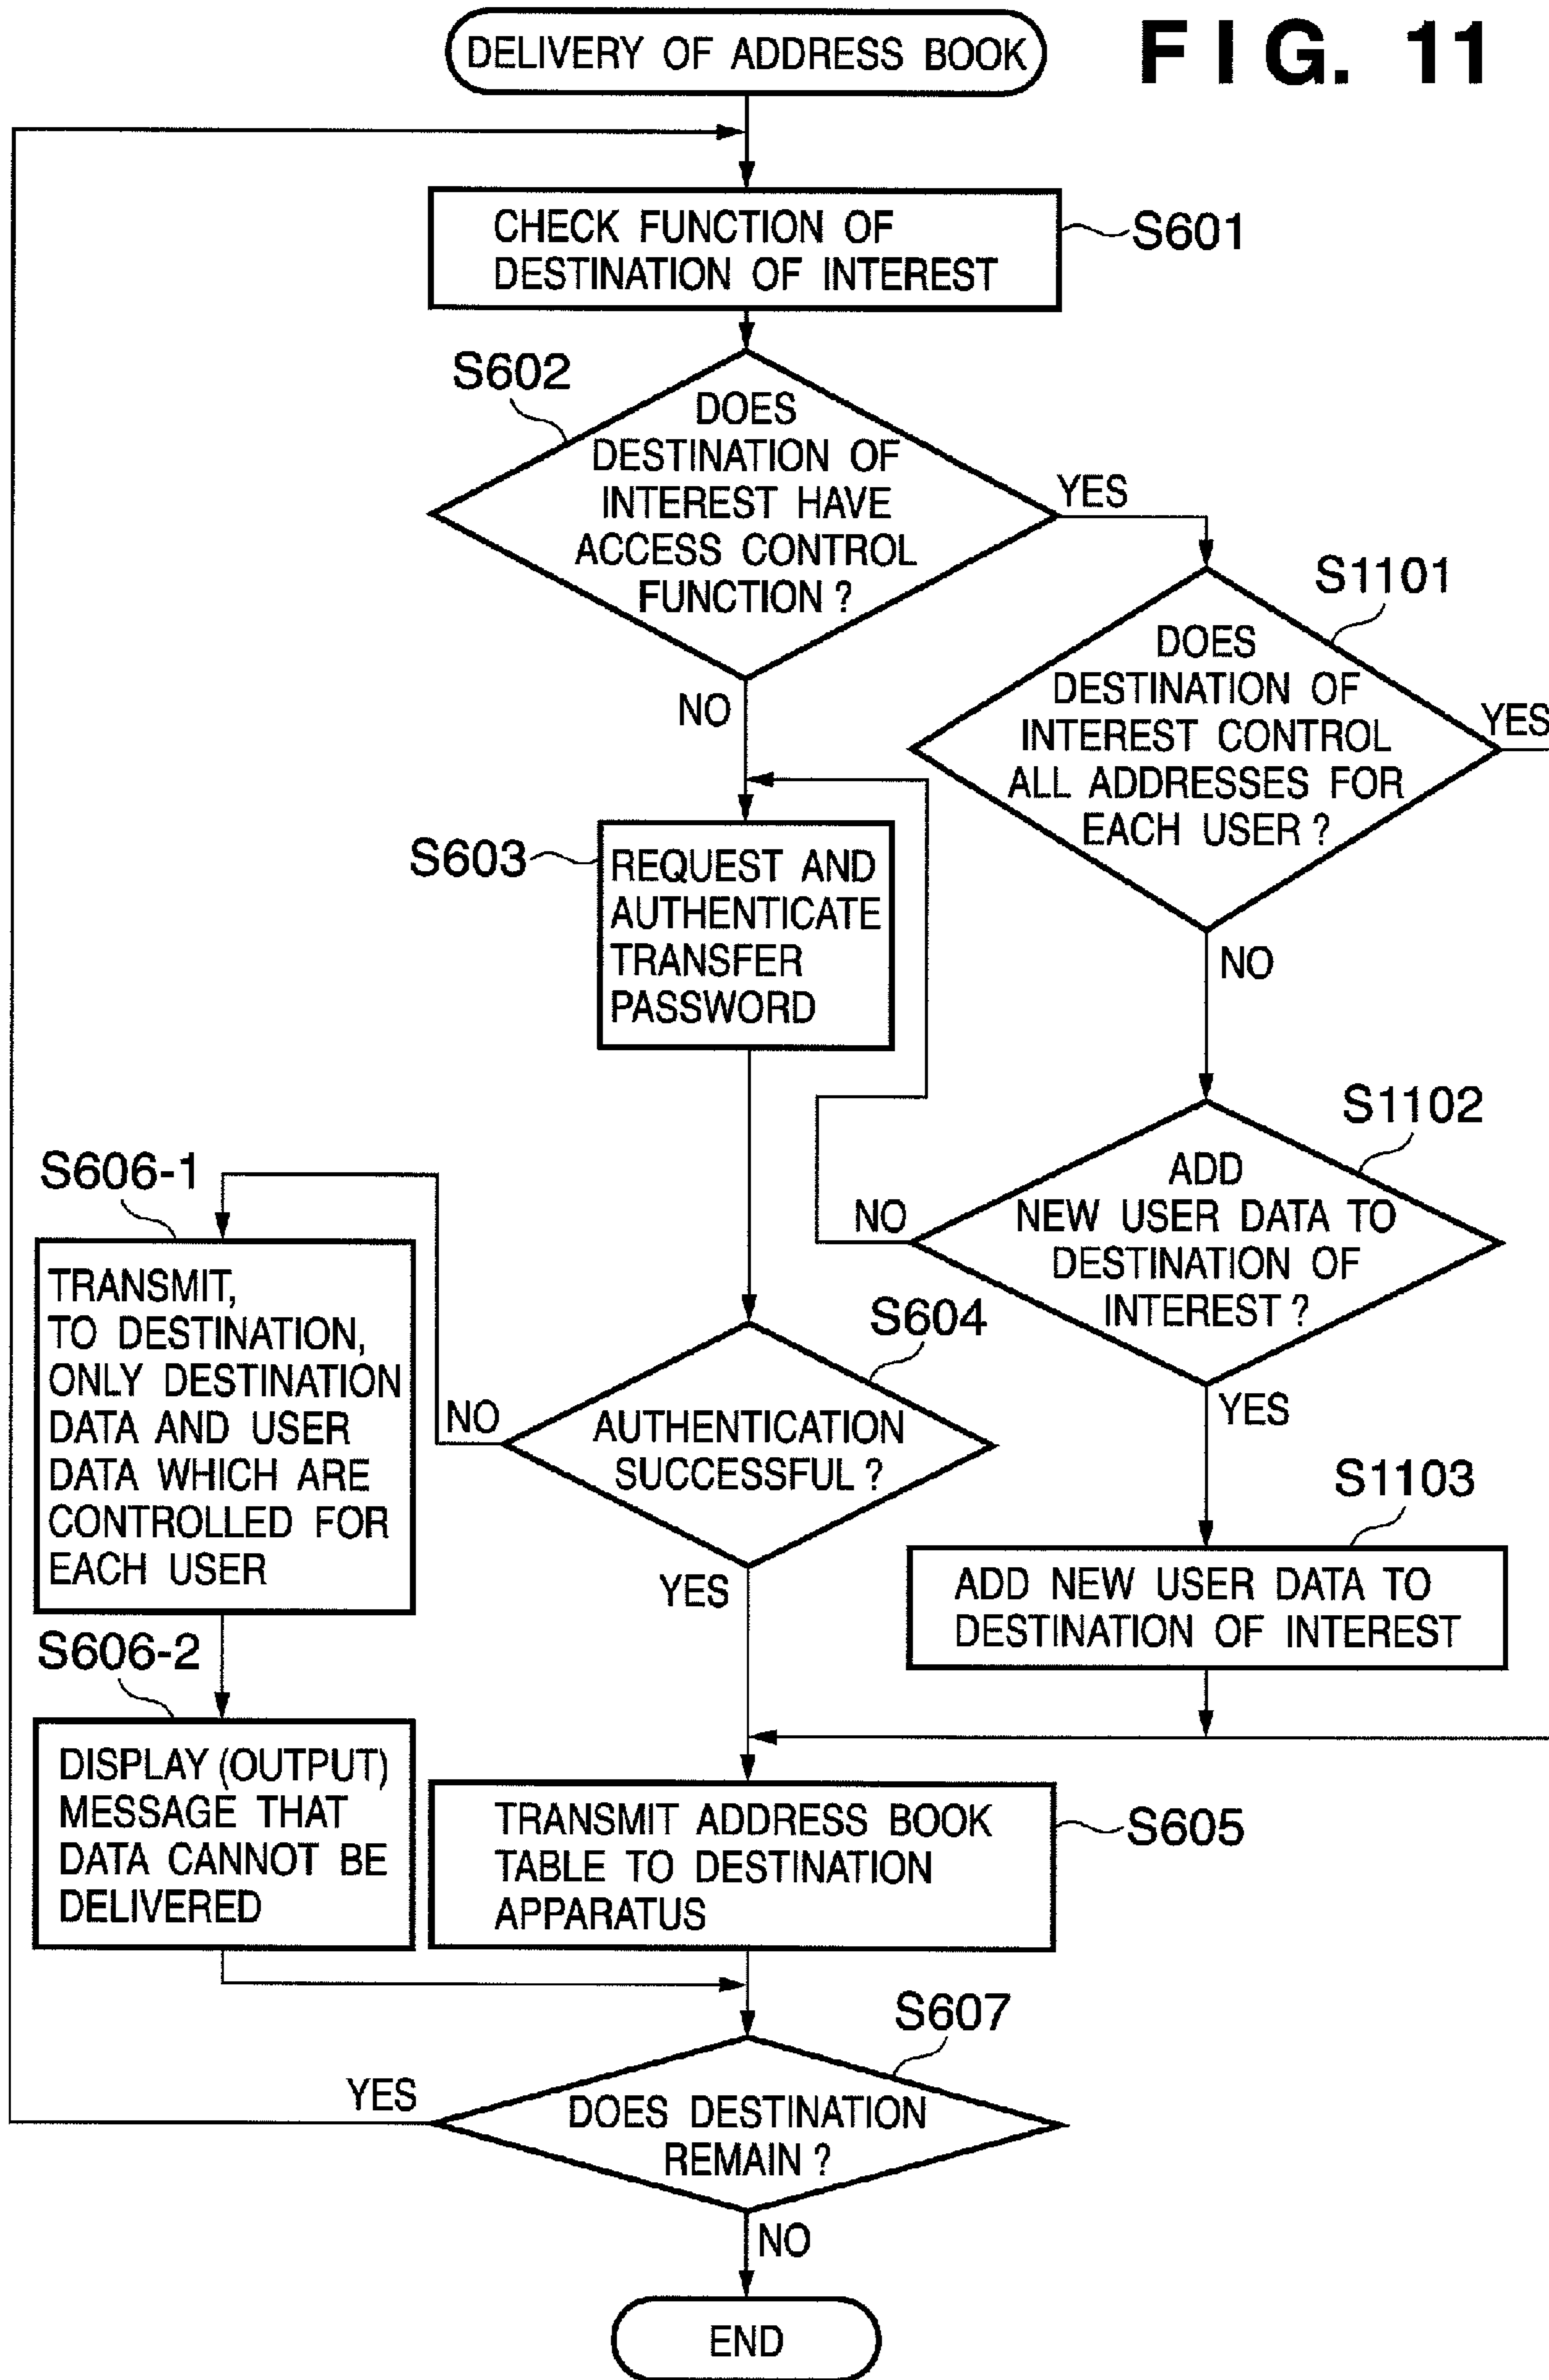 FIG. 11
DELIVERY OF ADDRESS BOOK
CHECK FUNCTION OF
DESTINATION OF INTEREST
S601
S602
DOES
DESTINATION OF
INTEREST HAVE
ACCESS CONTROL
FUNCTION ?
YES
NO
S1101
DOES
DESTINATION OF
INTEREST CONTROL
ALL ADDRESSES FOR
EACH USER ?
YES
NO
S603
REQUEST AND
AUTHENTICATE
TRANSFER
PASSWORD
S1102
ADD
NEW USER DATA TO
DESTINATION OF
INTEREST ?
NO
YES
S606-1
TRANSMIT,
TO DESTINATION,
ONLY DESTINATION
DATA AND USER
DATA WHICH ARE
CONTROLLED FOR
EACH USER
S604
AUTHENTICATION
SUCCESSFUL ?
NO
YES
S1103
ADD NEW USER DATA TO
DESTINATION OF INTEREST
S606-2
DISPLAY (OUTPUT)
MESSAGE THAT
DATA CANNOT BE
DELIVERED
TRANSMIT ADDRESS BOOK
TABLE TO DESTINATION
APPARATUS
S605
S607
DOES DESTINATION
REMAIN ?
YES
NO
END